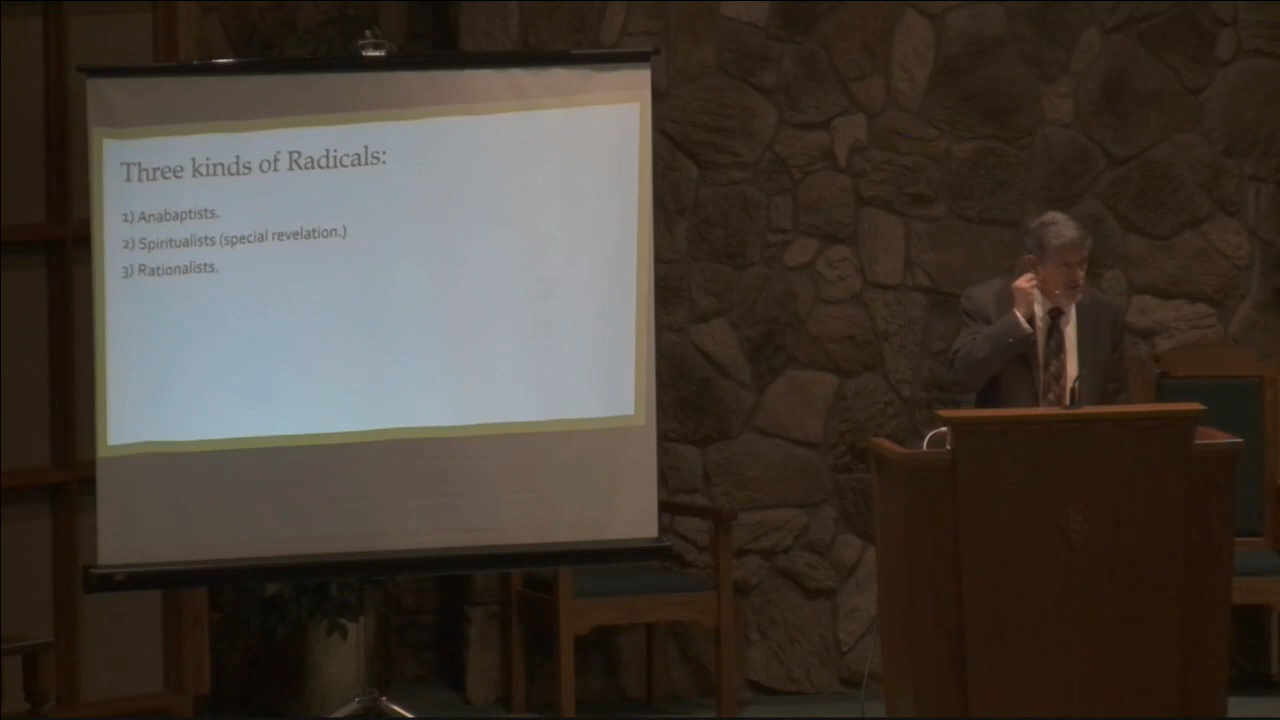 Three kinds of Radicals:
1) Anabaptists.
2) Spiritualists (special revelation.)
3) Rationalists.